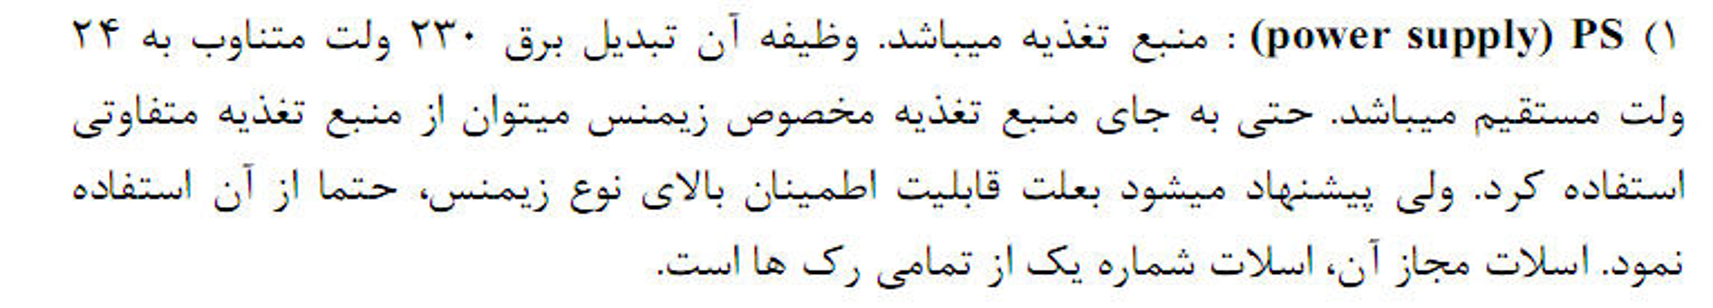 ۱) PS (power supply) : منبع تغذیه میباشد. وظیفه آن تبدیل برق ۲۳۰ ولت متناوب به ۲۴
ولت مستقیم میباشد. حتی به جای منبع تغذیه مخصوص زیمنس میتوان از منبع تغذیه متفاوتی
استفاده کرد. ولی پیشنهاد میشود بعلت قابلیت اطمینان بالای نوع زیمنس، حتما از آن استفاده
نمود. اسلات مجاز آن، اسلات شماره یک از تمامی رک ها است.